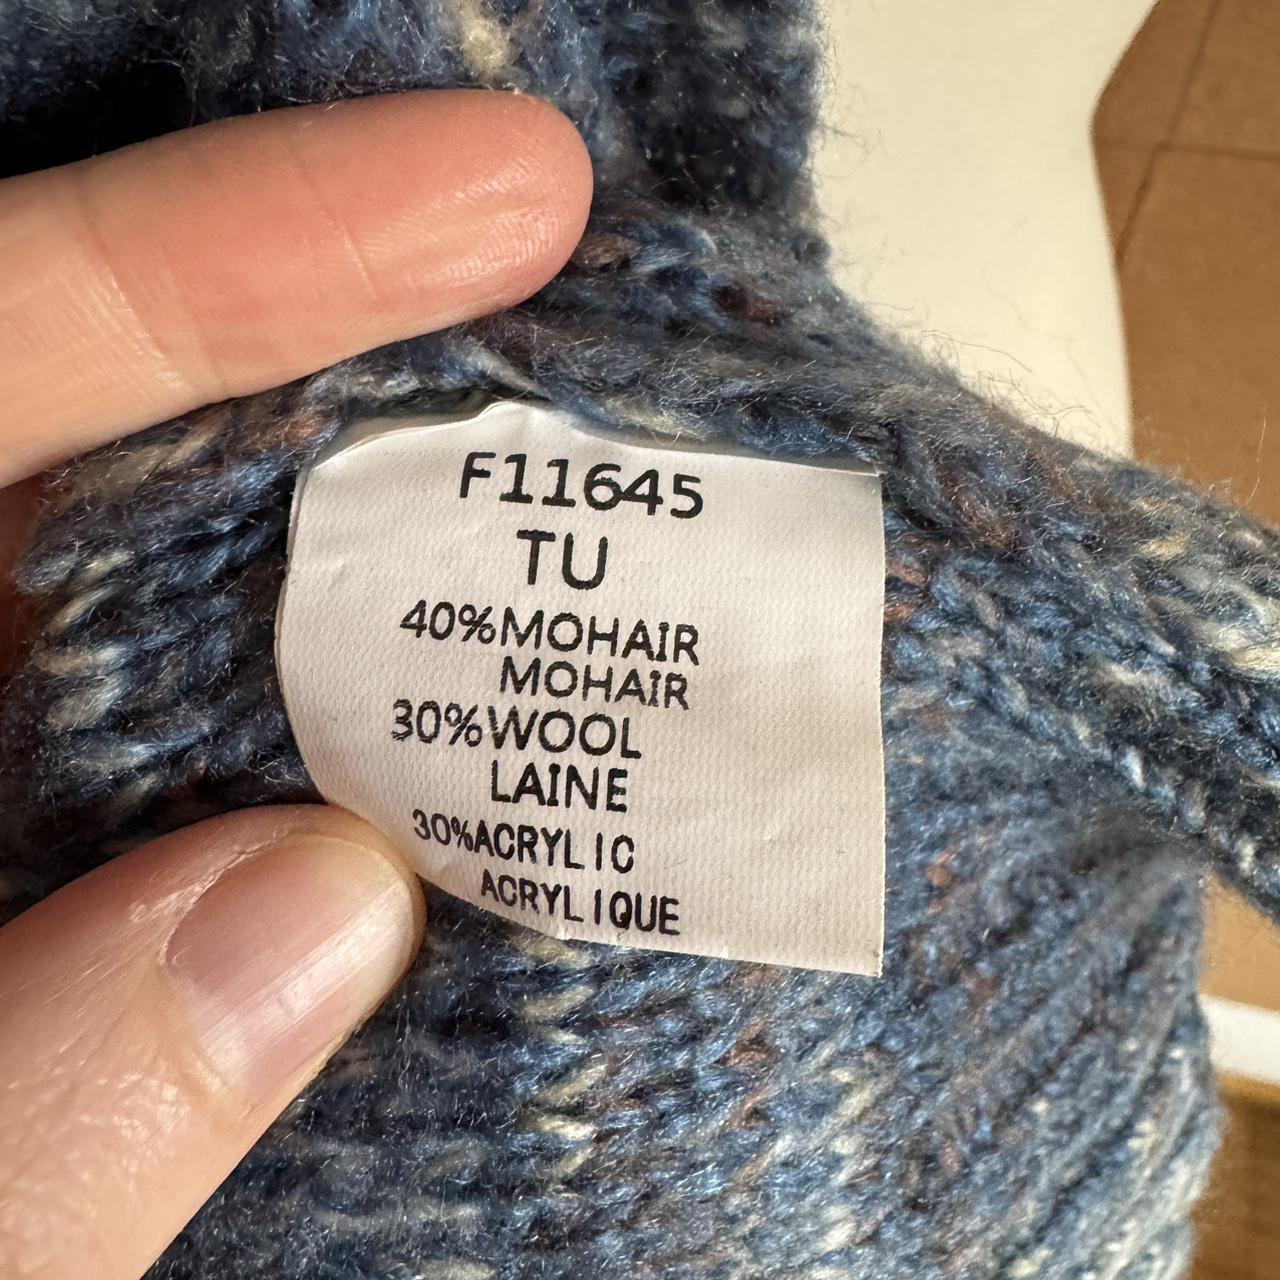 F11645
TU
40%MOHAIR
MOHAIR
30%WOOL
LAINE
30%ACRYLIC
ACRYLIQUE